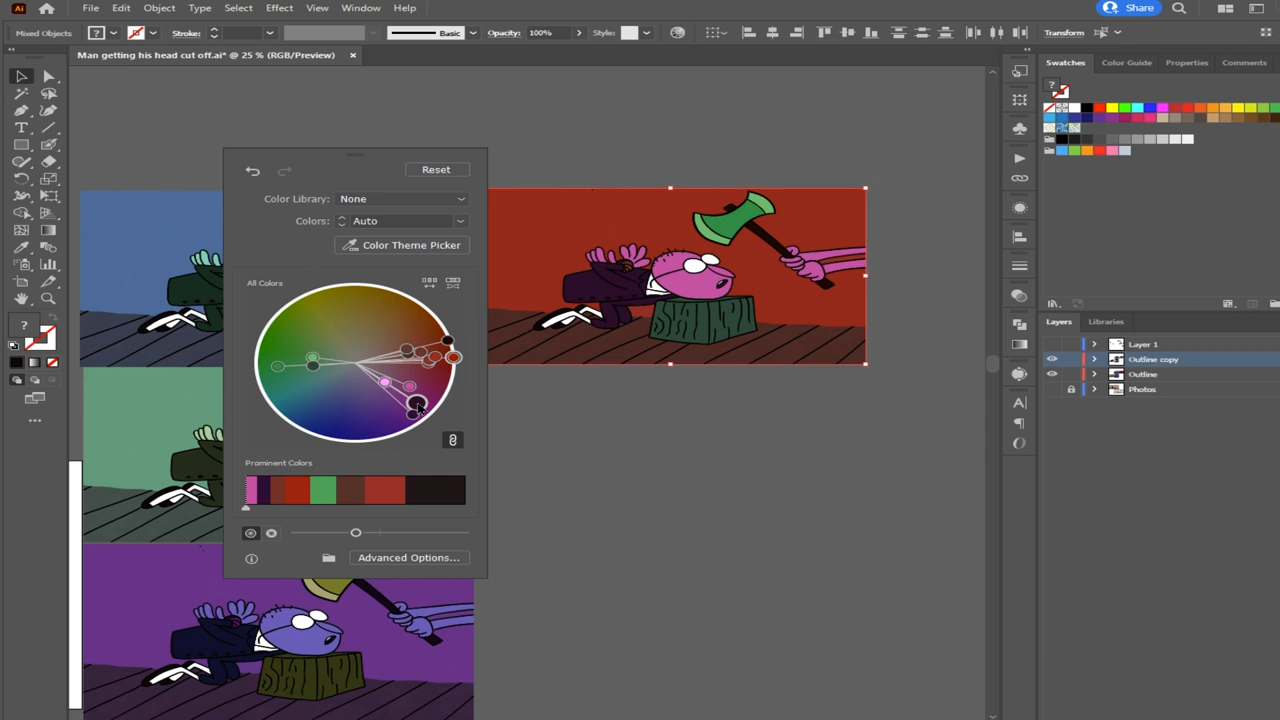 Ai File Edit Object Type Select Effect View Window Help Share
Mixed Objects ? Stroke: Basic Opacity: 100% Style: Transform
Man getting his head cut off.ai* @ 25 % (RGB/Preview) ×
Swatches Color Guide Properties Comments
Reset
Color Library: None
Colors: Auto
Color Theme Picker
All Colors
Prominent Colors
Advanced Options...
Layers Libraries
Layer 1
Outline copy
Outline
Photos